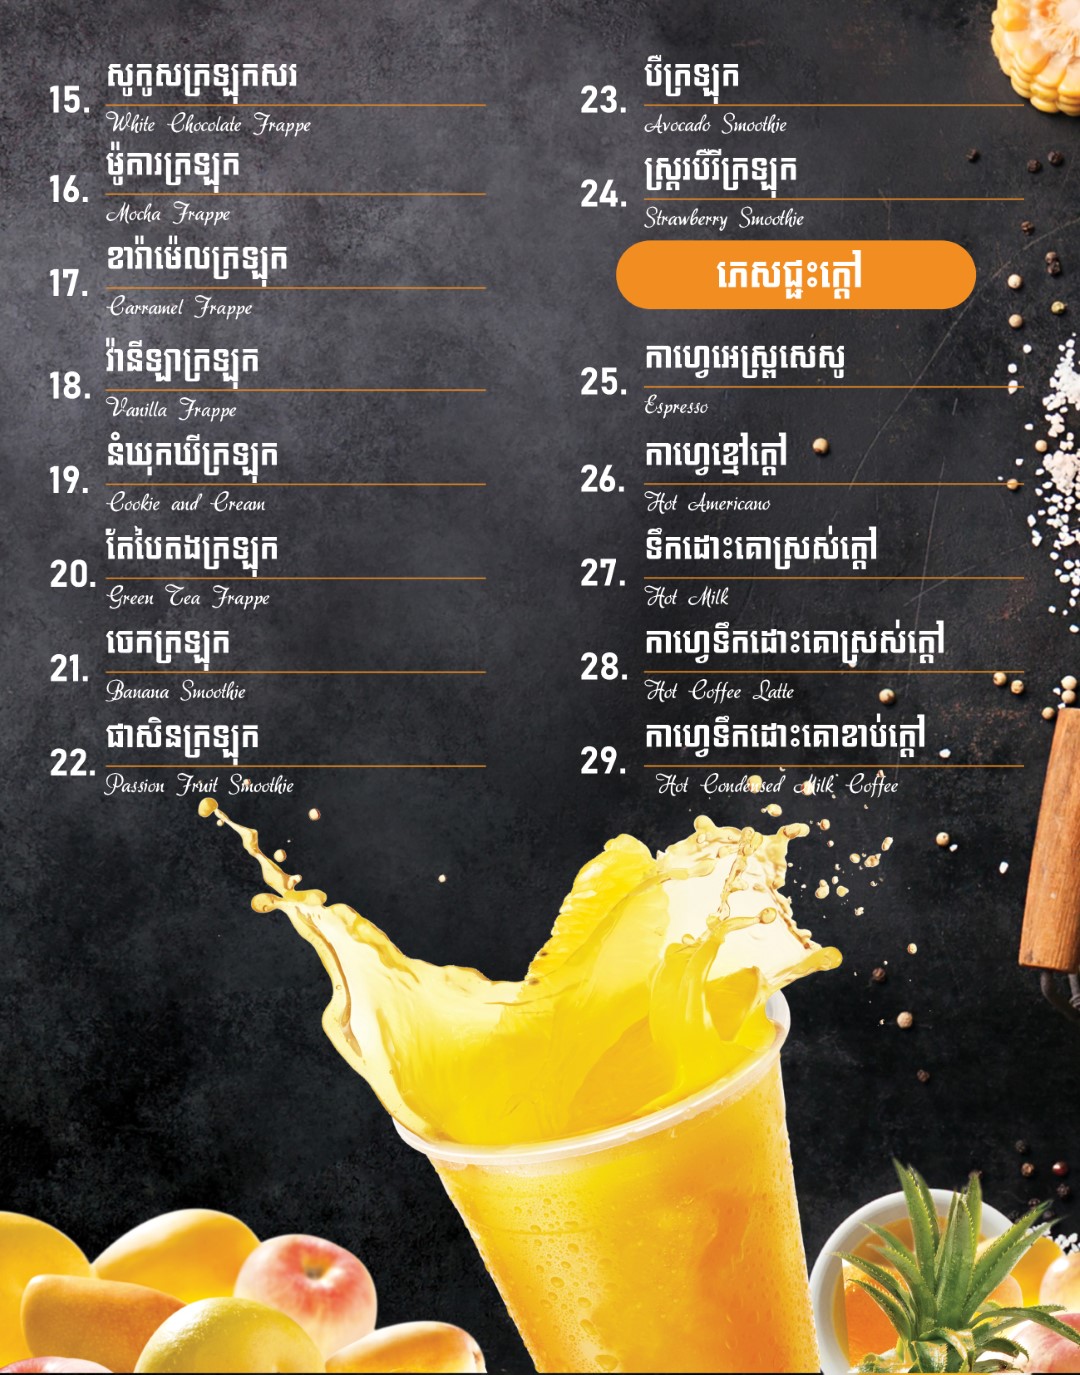 15. សូកូសក្រឡុកសរ
White Chocolate Frappe
16. ម៉ូការក្រឡុក
Mocha Frappe
17. ខារ៉ាម៉េលក្រឡុក
Carramel Frappe
18. វ៉ានីឡាក្រឡុក
Vanilla Frappe
19. នំឃុកឃីក្រឡុក
Cookie and Cream
20. តែបៃតងក្រឡុក
Green Tea Frappe
21. ចេកក្រឡុក
Banana Smoothie
22. ផាសិនក្រឡុក
Passion Fruit Smoothie
23. បឺក្រឡុក
Avocado Smoothie
24. ស្ត្រប៊ឺរីក្រឡុក
Strawberry Smoothie
ភេសជ្ជះក្តៅ
25. កាហ្វេអេស្ព្រសេសូ
Espresso
26. កាហ្វេខ្មៅក្តៅ
Hot Americano
27. ទឹកដោះគោស្រស់ក្តៅ
Hot Milk
28. កាហ្វេទឹកដោះគោស្រស់ក្តៅ
Hot Coffee Latte
29. កាហ្វេទឹកដោះគោខាប់ក្តៅ
Hot Condensed Milk Coffee